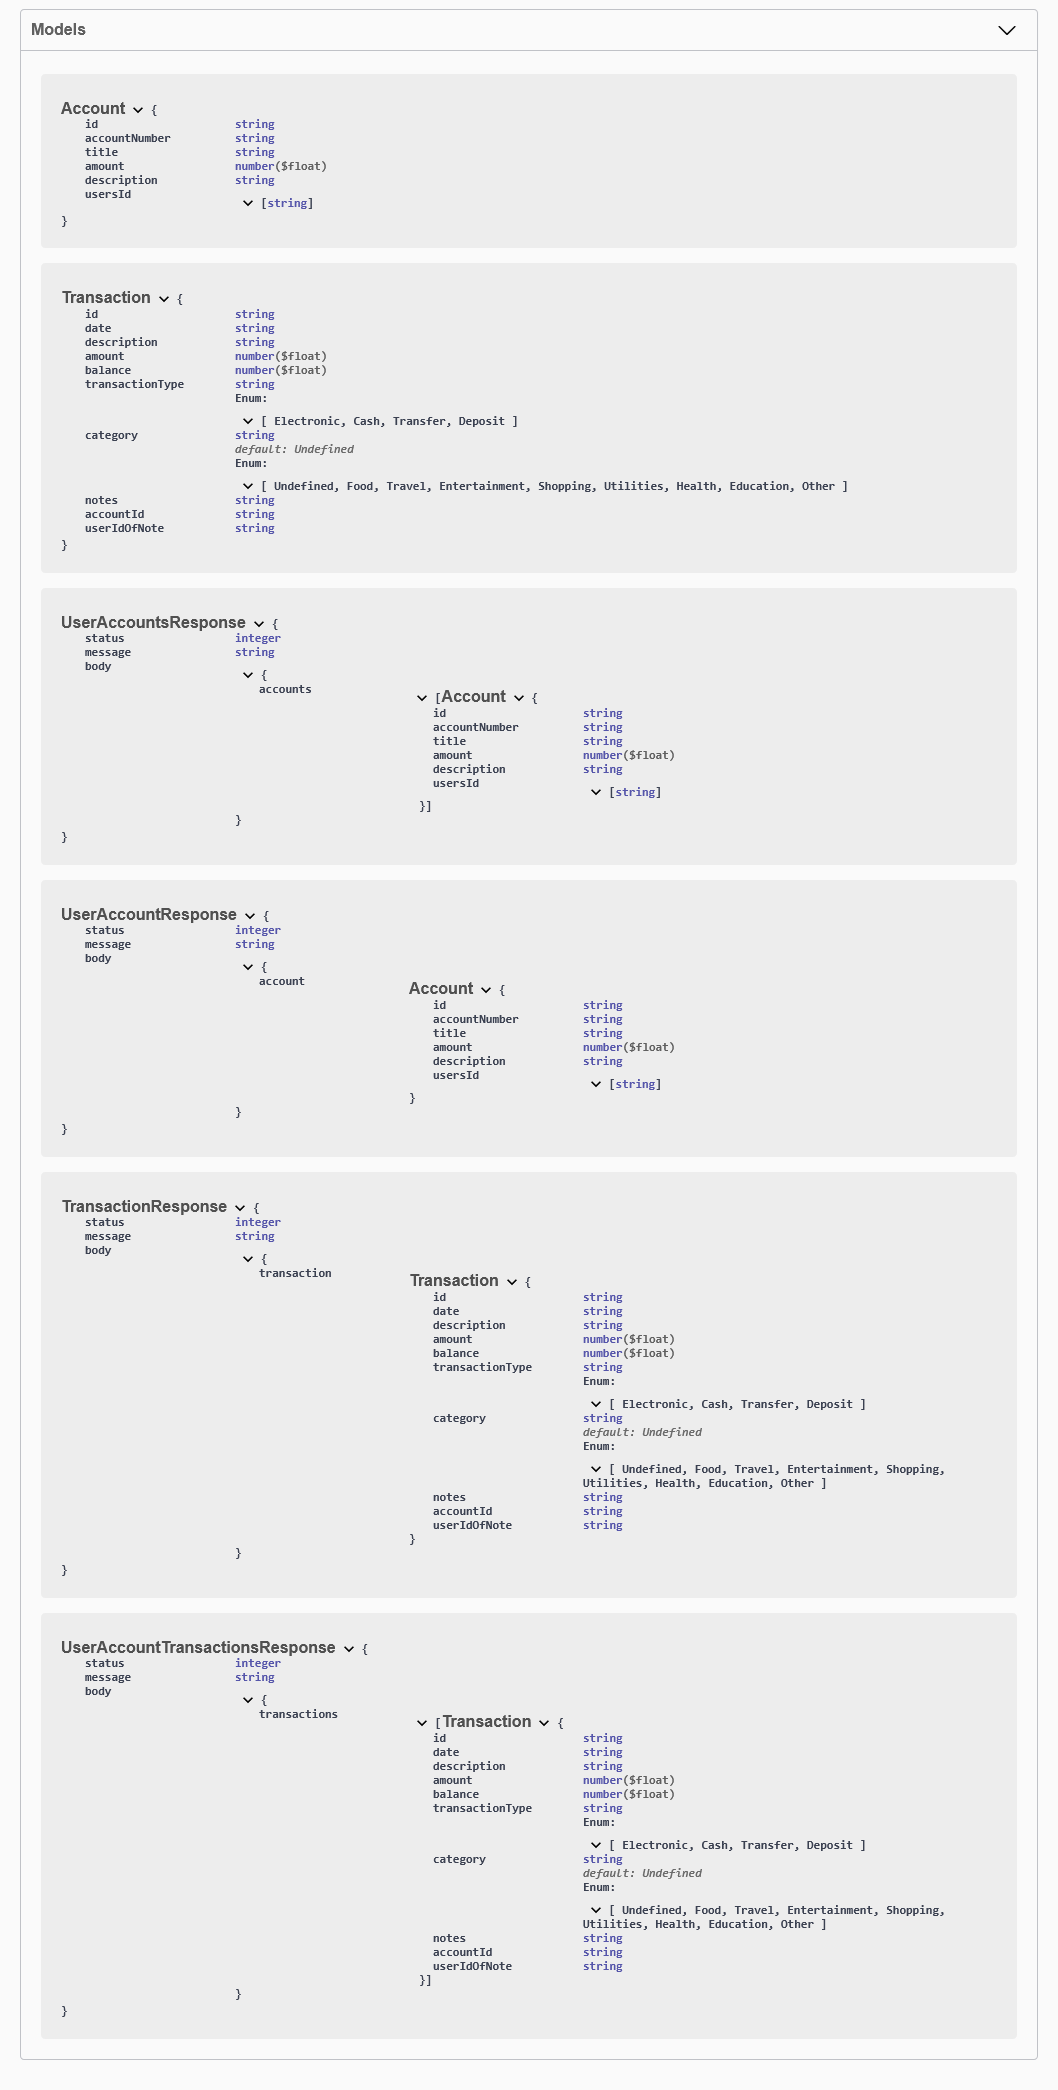 Models
Account {
id string
accountNumber string
title string
amount number($float)
description string
usersId
[string]
}
Transaction {
id string
date string
description string
amount number($float)
balance number($float)
transactionType string
Enum:
[ Electronic, Cash, Transfer, Deposit ]
category string
default: Undefined
Enum:
[ Undefined, Food, Travel, Entertainment, Shopping, Utilities, Health, Education, Other ]
notes string
accountId string
userIdOfNote string
}
UserAccountsResponse {
status integer
message string
body
{
accounts
[Account {
id string
accountNumber string
title string
amount number($float)
description string
usersId
[string]
}]
}
}
UserAccountResponse {
status integer
message string
body
{
account
Account {
id string
accountNumber string
title string
amount number($float)
description string
usersId
[string]
}
}
}
TransactionResponse {
status integer
message string
body
{
transaction
Transaction {
id string
date string
description string
amount number($float)
balance number($float)
transactionType string
Enum:
[ Electronic, Cash, Transfer, Deposit ]
category string
default: Undefined
Enum:
[ Undefined, Food, Travel, Entertainment, Shopping,
Utilities, Health, Education, Other ]
notes string
accountId string
userIdOfNote string
}
}
}
UserAccountTransactionsResponse {
status integer
message string
body
{
transactions
[Transaction {
id string
date string
description string
amount number($float)
balance number($float)
transactionType string
Enum:
[ Electronic, Cash, Transfer, Deposit ]
category string
default: Undefined
Enum:
[ Undefined, Food, Travel, Entertainment, Shopping,
Utilities, Health, Education, Other ]
notes string
accountId string
userIdOfNote string
}]
}
}